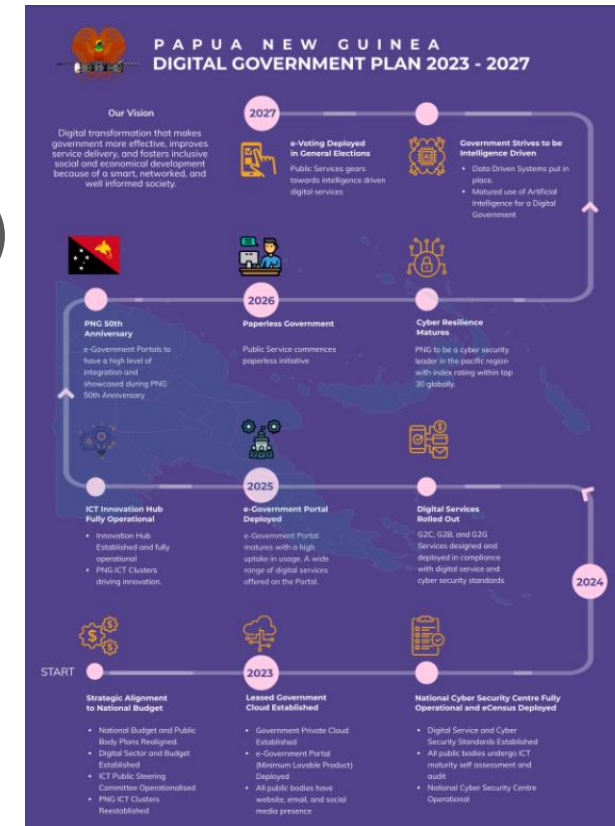 PAPUA NEW GUINEA
DIGITAL GOVERNMENT PLAN 2023 - 2027
Our Vision
Digital transformation that makes
government more effective, improves
service delivery, and fosters inclusive
social and economical development
because of a smart, networked, and
well informed society.
2027
e-Voting Deployed
in General Elections
Public Services gears
towards intelligence driven
digital services
Government Strives to be
Intelligence Driven
• Data Driven Systems put in
place.
• Matured use of Artificial
Intelligence for a Digital
Government
PNG 50th
Anniversary
e-Government Portals to
have a high level of
integration and
showcased during PNG
50th Anniversary
2026
Paperless Government
Public Service commences
paperless initiative
Cyber Resilience
Matures
PNG to be a cyber security
leader in the pacific region
with index rating within top
30 globally.
ICT Innovation Hub
Fully Operational
• Innovation Hub
Established and fully
operational
• PNG ICT Clusters
driving innovation.
2025
e-Government Portal
Deployed
e-Government Portal
matures with a high
uptake in usage. A wide
range of digital services
offered on the Portal.
Digital Services
Rolled Out
G2C, G2B, and G2G
Services designed and
deployed in compliance
with digital service and
cyber security standards
2024
START
Strategic Alignment
to National Budget
• National Budget and Public
Body Plans Realigned.
• Digital Sector and Budget
Established
• ICT Public Steering
Committee Operationalised
• PNG ICT Clusters
Reestablished
2023
Leased Government
Cloud Established
• Government Private Cloud
Established
• e-Government Portal
(Minimum Lovable Product)
Deployed
• All public bodies have
website, email, and social
media presence
National Cyber Security Centre Fully
Operational and eCensus Deployed
• Digital Service and Cyber
Security Standards Established
• All public bodies undergo ICT
maturity self assessment and
audit
• National Cyber Security Centre
Operational